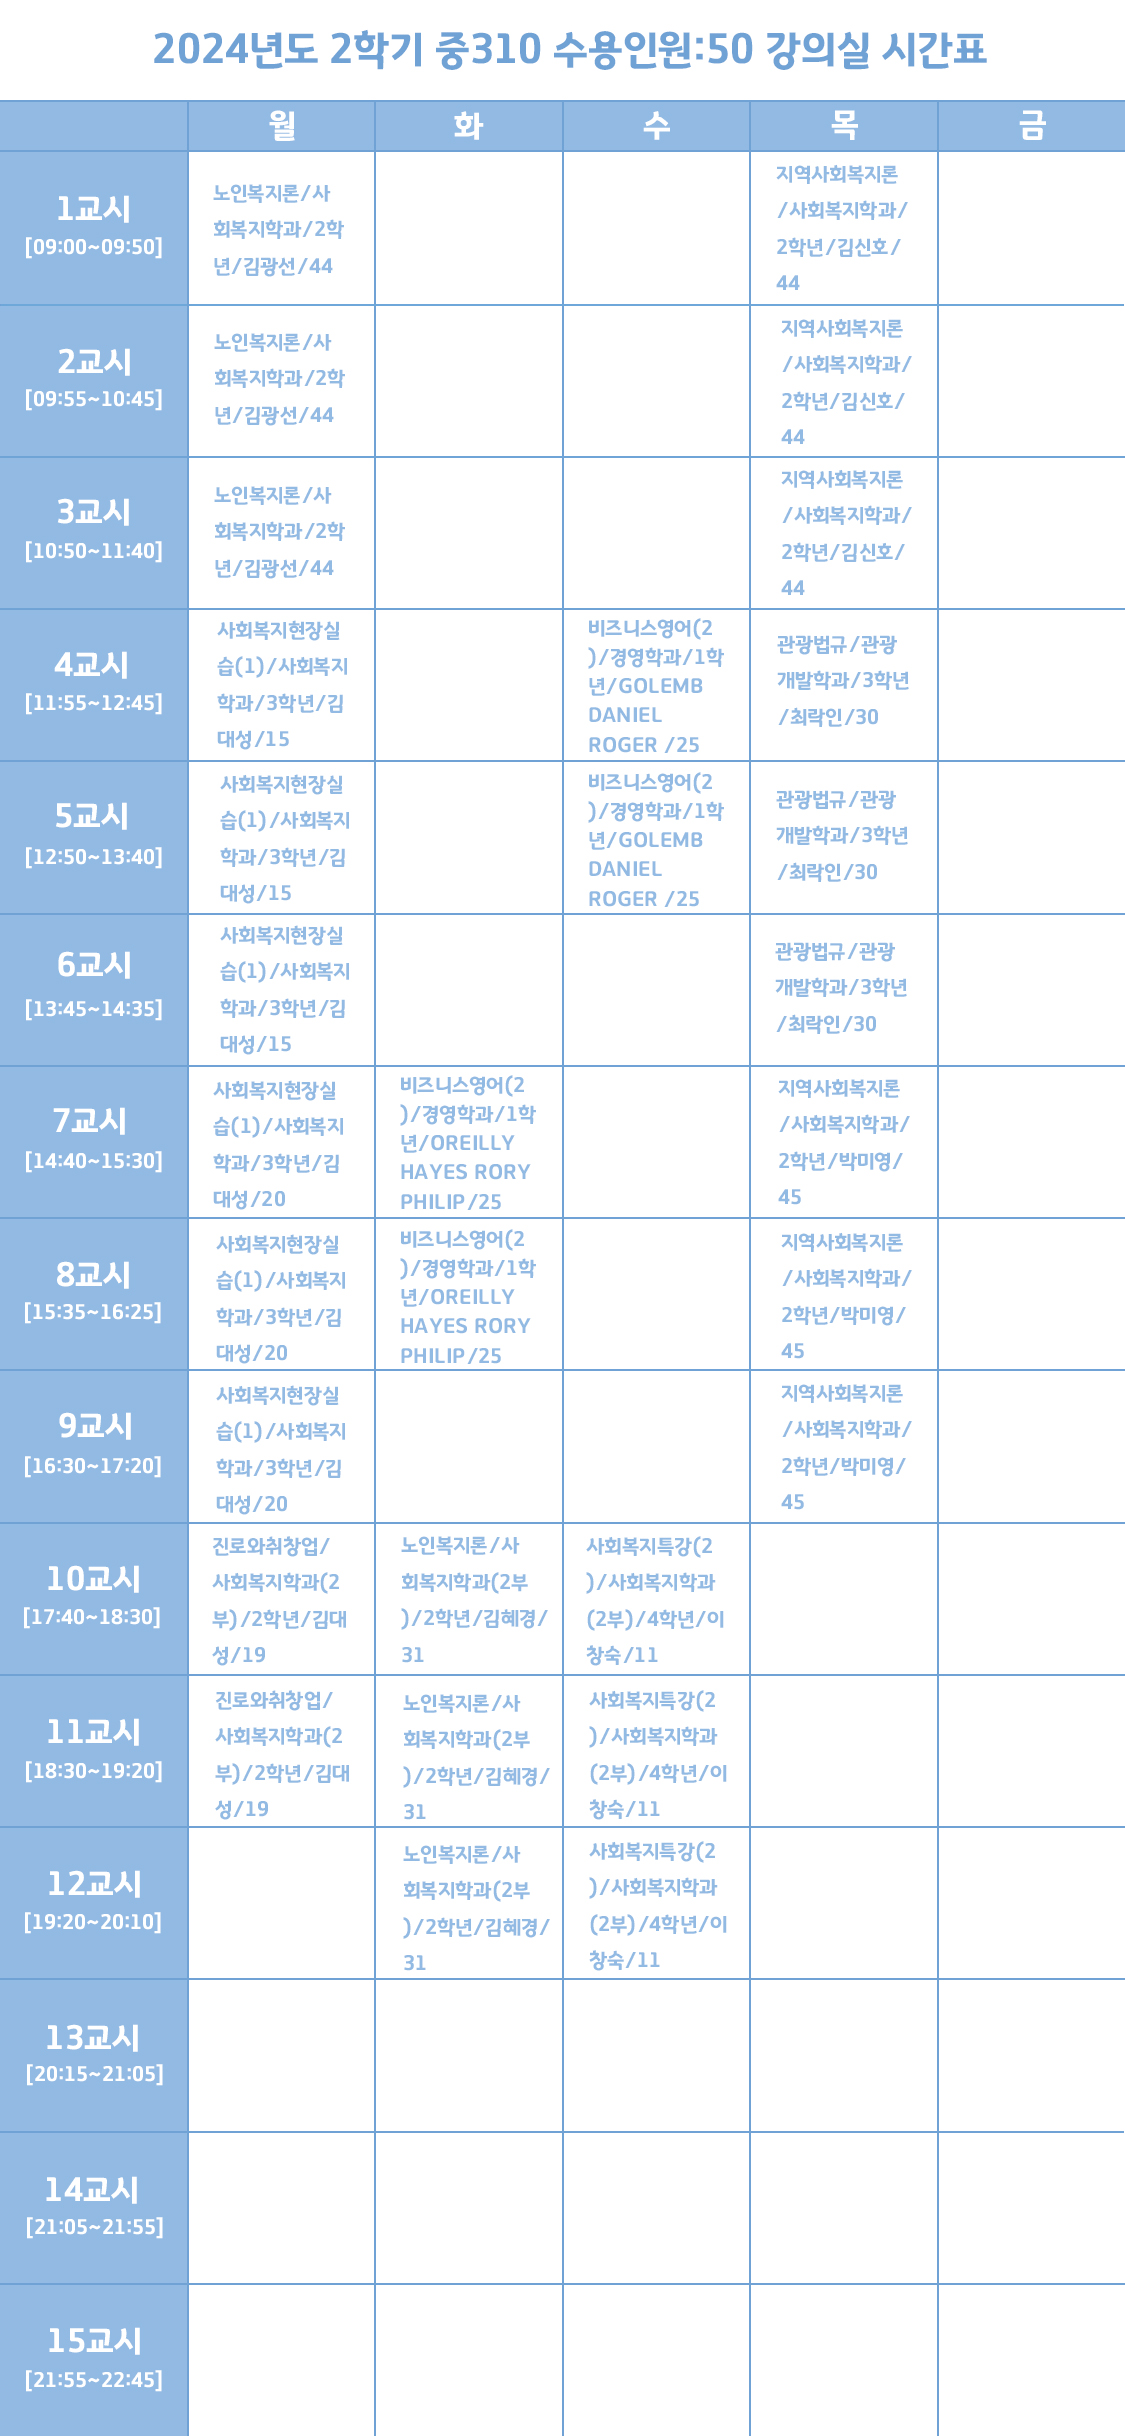 2024년도 2학기 중310 수용인원:50 강의실 시간표
월 화 수 목 금
1교시
[09:00~09:50]
노인복지론/사
회복지학과/2학
년/김광선/44
지역사회복지론
/사회복지학과/
2학년/김신호/
44
2교시
[09:55~10:45]
노인복지론/사
회복지학과/2학
년/김광선/44
지역사회복지론
/사회복지학과/
2학년/김신호/
44
3교시
[10:50~11:40]
노인복지론/사
회복지학과/2학
년/김광선/44
지역사회복지론
/사회복지학과/
2학년/김신호/
44
4교시
[11:55~12:45]
사회복지현장실
습(1)/사회복지
학과/3학년/김
대성/15
비즈니스영어(2
)/경영학과/1학
년/GOLEMB
DANIEL
ROGER /25
관광법규/관광
개발학과/3학년
/최락인/30
5교시
[12:50~13:40]
사회복지현장실
습(1)/사회복지
학과/3학년/김
대성/15
비즈니스영어(2
)/경영학과/1학
년/GOLEMB
DANIEL
ROGER /25
관광법규/관광
개발학과/3학년
/최락인/30
6교시
[13:45~14:35]
사회복지현장실
습(1)/사회복지
학과/3학년/김
대성/15
관광법규/관광
개발학과/3학년
/최락인/30
7교시
[14:40~15:30]
사회복지현장실
습(1)/사회복지
학과/3학년/김
대성/20
비즈니스영어(2
)/경영학과/1학
년/OREILLY
HAYES RORY
PHILIP/25
지역사회복지론
/사회복지학과/
2학년/박미영/
45
8교시
[15:35~16:25]
사회복지현장실
습(1)/사회복지
학과/3학년/김
대성/20
비즈니스영어(2
)/경영학과/1학
년/OREILLY
HAYES RORY
PHILIP/25
지역사회복지론
/사회복지학과/
2학년/박미영/
45
9교시
[16:30~17:20]
사회복지현장실
습(1)/사회복지
학과/3학년/김
대성/20
지역사회복지론
/사회복지학과/
2학년/박미영/
45
10교시
[17:40~18:30]
진로와취창업/
사회복지학과(2
부)/2학년/김대
성/19
노인복지론/사
회복지학과(2부
)/2학년/김혜경/
31
사회복지특강(2
)/사회복지학과
(2부)/4학년/이
창숙/11
11교시
[18:30~19:20]
진로와취창업/
사회복지학과(2
부)/2학년/김대
성/19
노인복지론/사
회복지학과(2부
)/2학년/김혜경/
31
사회복지특강(2
)/사회복지학과
(2부)/4학년/이
창숙/11
12교시
[19:20~20:10]
노인복지론/사
회복지학과(2부
)/2학년/김혜경/
31
사회복지특강(2
)/사회복지학과
(2부)/4학년/이
창숙/11
13교시
[20:15~21:05]
14교시
[21:05~21:55]
15교시
[21:55~22:45]